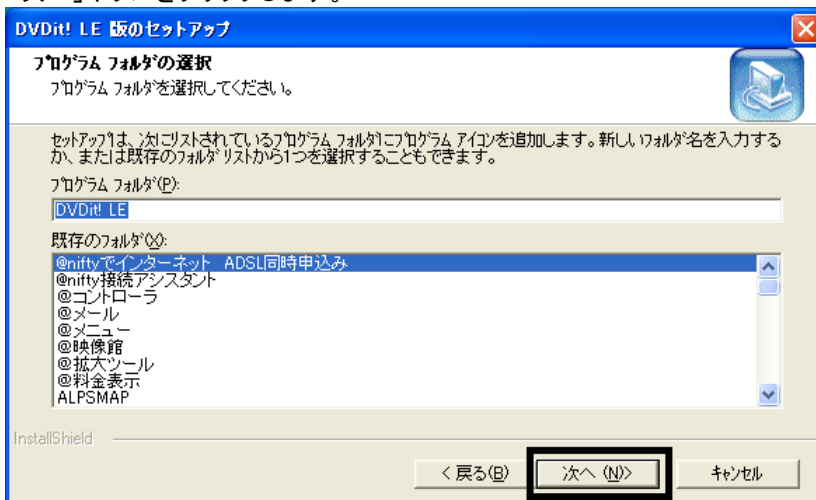 DVDit! LE 版のセットアップ
プログラム フォルダの選択
プログラム フォルダを選択してください。
セットアップは、次にリストされているプログラム フォルダにプログラム アイコンを追加します。新しいフォルダ名を入力する
か、または既存のフォルダ リストから1つを選択することもできます。
プログラム フォルダ(P):
DVDit! LE
既存のフォルダ(X):
@niftyでインターネット ADSL同時申込み
@nifty接続アシスタント
@コントローラ
@メール
@メニュー
@映像館
@拡大ツール
@料金表示
ALPSMAP
InstallShield
< 戻る(B)
次へ (N)>
キャンセル